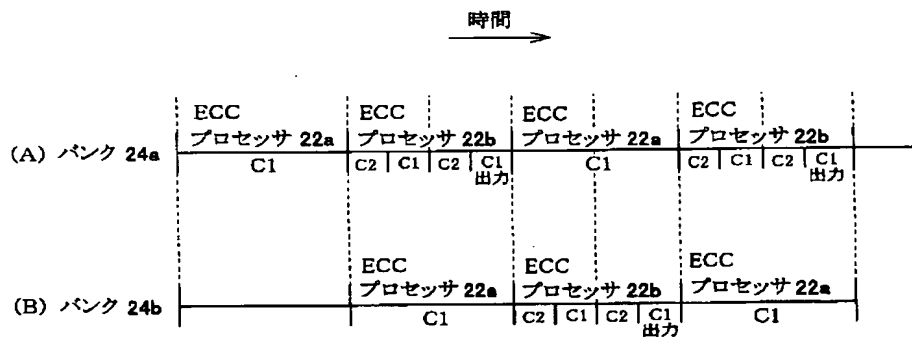 時間
ECC ECC ECC ECC
プロセッサ 22a プロセッサ 22b プロセッサ 22a プロセッサ 22b
(A) バンク 24a
C1 C2 C1 C2 C1 C1 C2 C1 C2 C1
出力 出力
ECC ECC ECC
プロセッサ 22a プロセッサ 22b プロセッサ 22a
(B) バンク 24b
C1 C2 C1 C2 C1 C1
出力